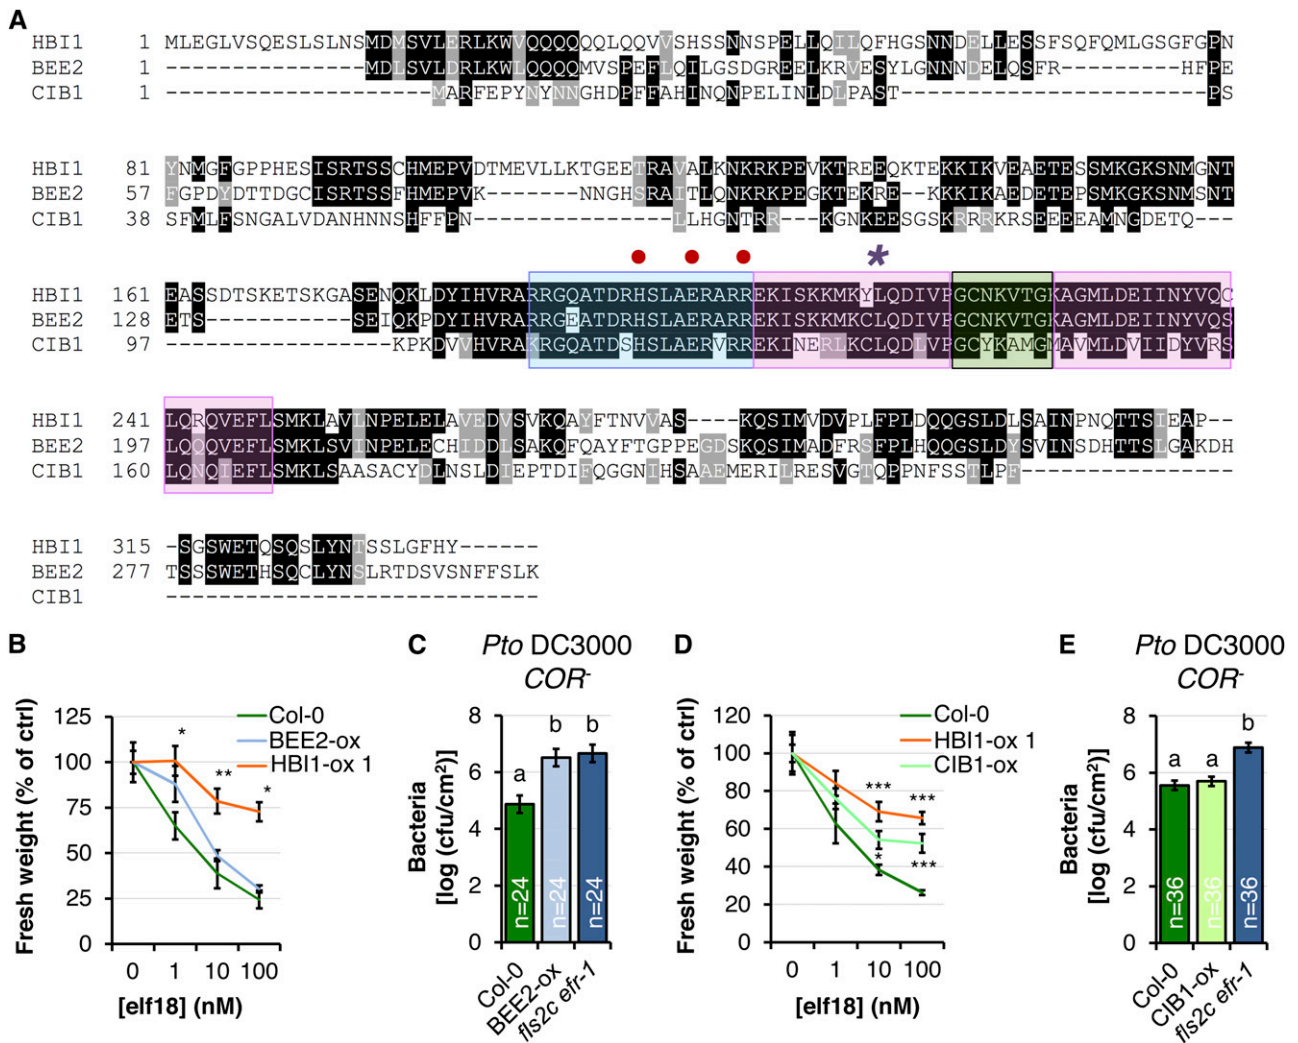 A
HBI1 1 MLEGLVSQESLSLNSMDMSVLERLKWVQQQQQQLQQVVSHSSNNSPELLQILQFHGSNNDELLESSFSQFQMLGSGFGPN
BEE2 1 ---------------MDLSVLDRLKWLQQQQMVSPEFLQILGSDGREELKRVESYLGNNNDELQSFR---------HFPE
CIB1 1 --------------------MARFEPYNYNNGHDPFFAHINQNPELINLDLPAST-----------------------PS
HBI1 81 YNMGFGPPHESISRTSSCHMEPVDTMEVLLKTGEETRAVALKNKRKPEVKTREEQKTEKKIKVEAETESSMKGKSNMGNT
BEE2 57 FGPDYDTTDGCISRTSSFHMEPVK-------NNGHSRAITLQNKRKPEGKTEKRE--KKKIKAEDETEPSMKGKSNMSNT
CIB1 38 SFMLFSNGALVDANHNNSHFFPN---------------LLHGNTRR---KGNKEESGSKRRRKRSEEEEAMNGDETQ---
*
HBI1 161 EASSDTSKETSKGASENQKLDYIHVRARRGQATDRHSLAERARREKISKKMKYLQDIVPGCNKVTGKAGMLDEIINYVQC
BEE2 128 ETS-----------SEIQKPDYIHVRARRGEATDRHSLAERARREKISKKMKCLQDIVPGCNKVTGKAGMLDEIINYVQS
CIB1 97 -----------------KPKDVVHVRAKRGQATDSHSLAERVRREKINERLKCLQDLVPGCYKAMGMAVMLDVIIDYVRS
HBI1 241 LQRQVEFLSMKLAVLNPELELAVEDVSVKQAYFTNVVAS----KQSIMVDVPLFPLDQQGSLDLSAINPNQTTSIEAP--
BEE2 197 LQQQVEFLSMKLSVINPELECHIDDLSAKQFQAYFTGPPEGDSKQSIMADFRSFPLHQQGSLDYSVINSDHTTSLGAKDH
CIB1 160 LQNQIEFLSMKLSAASACYDLNSLDIEPTDIFQGGNIHSAAEMERILRESVGTQPPNFSSTLPF----------------
HBI1 315 -SGSWETQSQSLYNTSSLGFHY------
BEE2 277 TSSSWETHSQCLYNSLRTDSVSNFFSLK
CIB1 ----------------------------
B
Fresh weight (% of ctrl)
125
100
75
50
25
0
Col-0
BEE2-ox
HBI1-ox 1
*
**
*
0 1 10 100
[elf18] (nM)
C
Pto DC3000
COR-
Bacteria
[log (cfu/cm²)]
8
6
4
2
0
a b b
n=24 n=24 n=24
Col-0
BEE2-ox
fls2c efr-1
D
Fresh weight (% of ctrl)
120
100
80
60
40
20
0
Col-0
HBI1-ox 1
CIB1-ox
***
***
*
***
0 1 10 100
[elf18] (nM)
E
Pto DC3000
COR-
Bacteria
[log (cfu/cm²)]
8
6
4
2
0
a a b
n=36 n=36 n=36
Col-0
CIB1-ox
fls2c efr-1